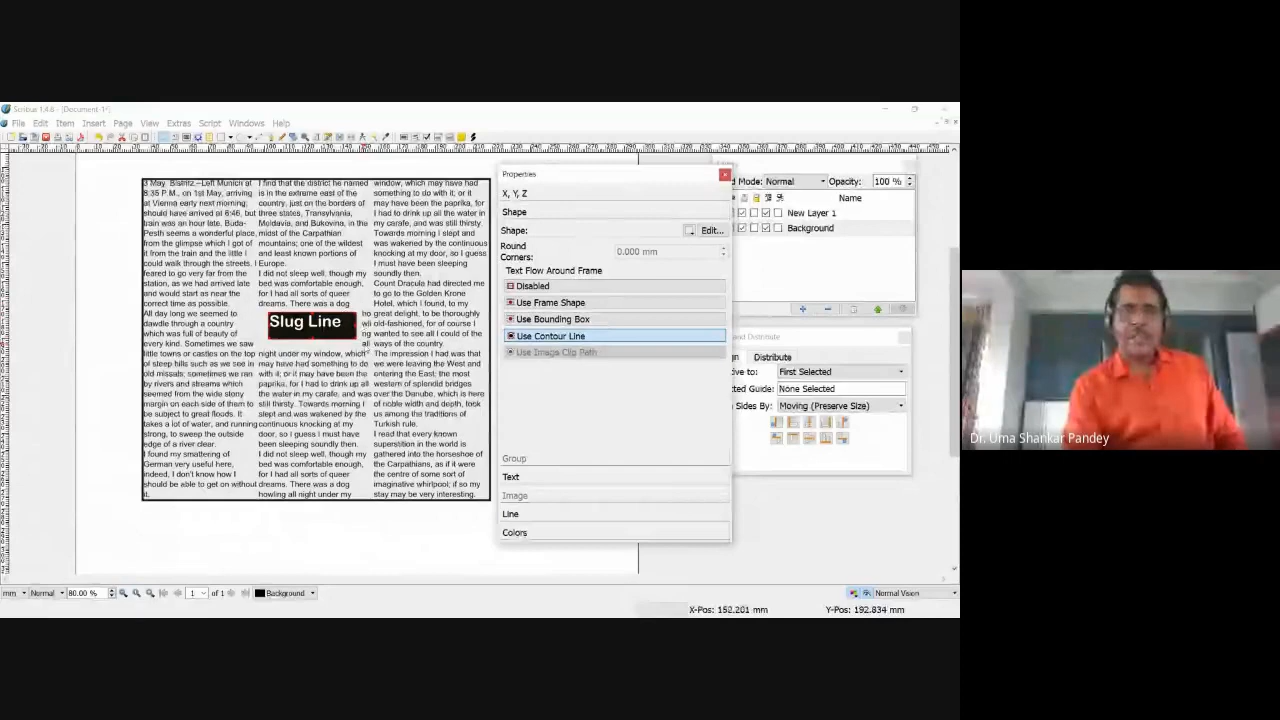 Scribus 1.4.6 - [Document-1*]
File Edit Item Insert Page View Extras Script Windows Help
3 May. Bistritz.--Left Munich at
8:35 P.M., on 1st May, arriving
at Vienna early next morning;
should have arrived at 6:46, but
train was an hour late. Buda-
Pesth seems a wonderful place,
from the glimpse which I got of
it from the train and the little I
could walk through the streets. I
feared to go very far from the
station, as we had arrived late
and would start as near the
correct time as possible.
All day long we seemed to
dawdle through a country
which was full of beauty of
every kind. Sometimes we saw
little towns or castles on the top
of steep hills such as we see in
old missals; sometimes we ran
by rivers and streams which
seemed from the wide stony
margin on each side of them to
be subject to great floods. It
takes a lot of water, and running
strong, to sweep the outside
edge of a river clear.
I found my smattering of
German very useful here,
indeed, I don't know how I
should be able to get on without
it.
I find that the district he named
is in the extreme east of the
country, just on the borders of
three states, Transylvania,
Moldavia, and Bukovina, in the
midst of the Carpathian
mountains; one of the wildest
and least known portions of
Europe.
I did not sleep well, though my
bed was comfortable enough,
for I had all sorts of queer
dreams. There was a dog
Slug Line
night under my window, which
may have had something to do
with it; or it may have been the
paprika, for I had to drink up all
the water in my carafe, and was
still thirsty. Towards morning I
slept and was wakened by the
continuous knocking at my
door, so I guess I must have
been sleeping soundly then.
I did not sleep well, though my
bed was comfortable enough,
for I had all sorts of queer
dreams. There was a dog
howling all night under my
window, which may have had
something to do with it; or it
may have been the paprika, for
I had to drink up all the water in
my carafe, and was still thirsty.
Towards morning I slept and
was wakened by the continuous
knocking at my door, so I guess
I must have been sleeping
soundly then.
Count Dracula had directed me
to go to the Golden Krone
Hotel, which I found, to my
great delight, to be thoroughly
old-fashioned, for of course I
wanted to see all I could of the
ways of the country.
The impression I had was that
we were leaving the West and
entering the East; the most
western of splendid bridges
over the Danube, which is here
of noble width and depth, took
us among the traditions of
Turkish rule.
I read that every known
superstition in the world is
gathered into the horseshoe of
the Carpathians, as if it were
the centre of some sort of
imaginative whirlpool; if so my
stay may be very interesting.
Properties
X, Y, Z
Shape
Shape:
Edit...
Round
Corners:
0.000 mm
Text Flow Around Frame
Disabled
Use Frame Shape
Use Bounding Box
Use Contour Line
Use Image Clip Path
Group
Text
Image
Line
Colors
d Mode: Normal Opacity: 100 %
Name
New Layer 1
Background
and Distribute
gn Distribute
ve to: First Selected
cted Guide: None Selected
Sides By: Moving (Preserve Size)
mm Normal 80.00 % 1 of 1 Background Normal Vision
X-Pos: 152.201 mm Y-Pos: 192.834 mm
Dr. Uma Shankar Pandey